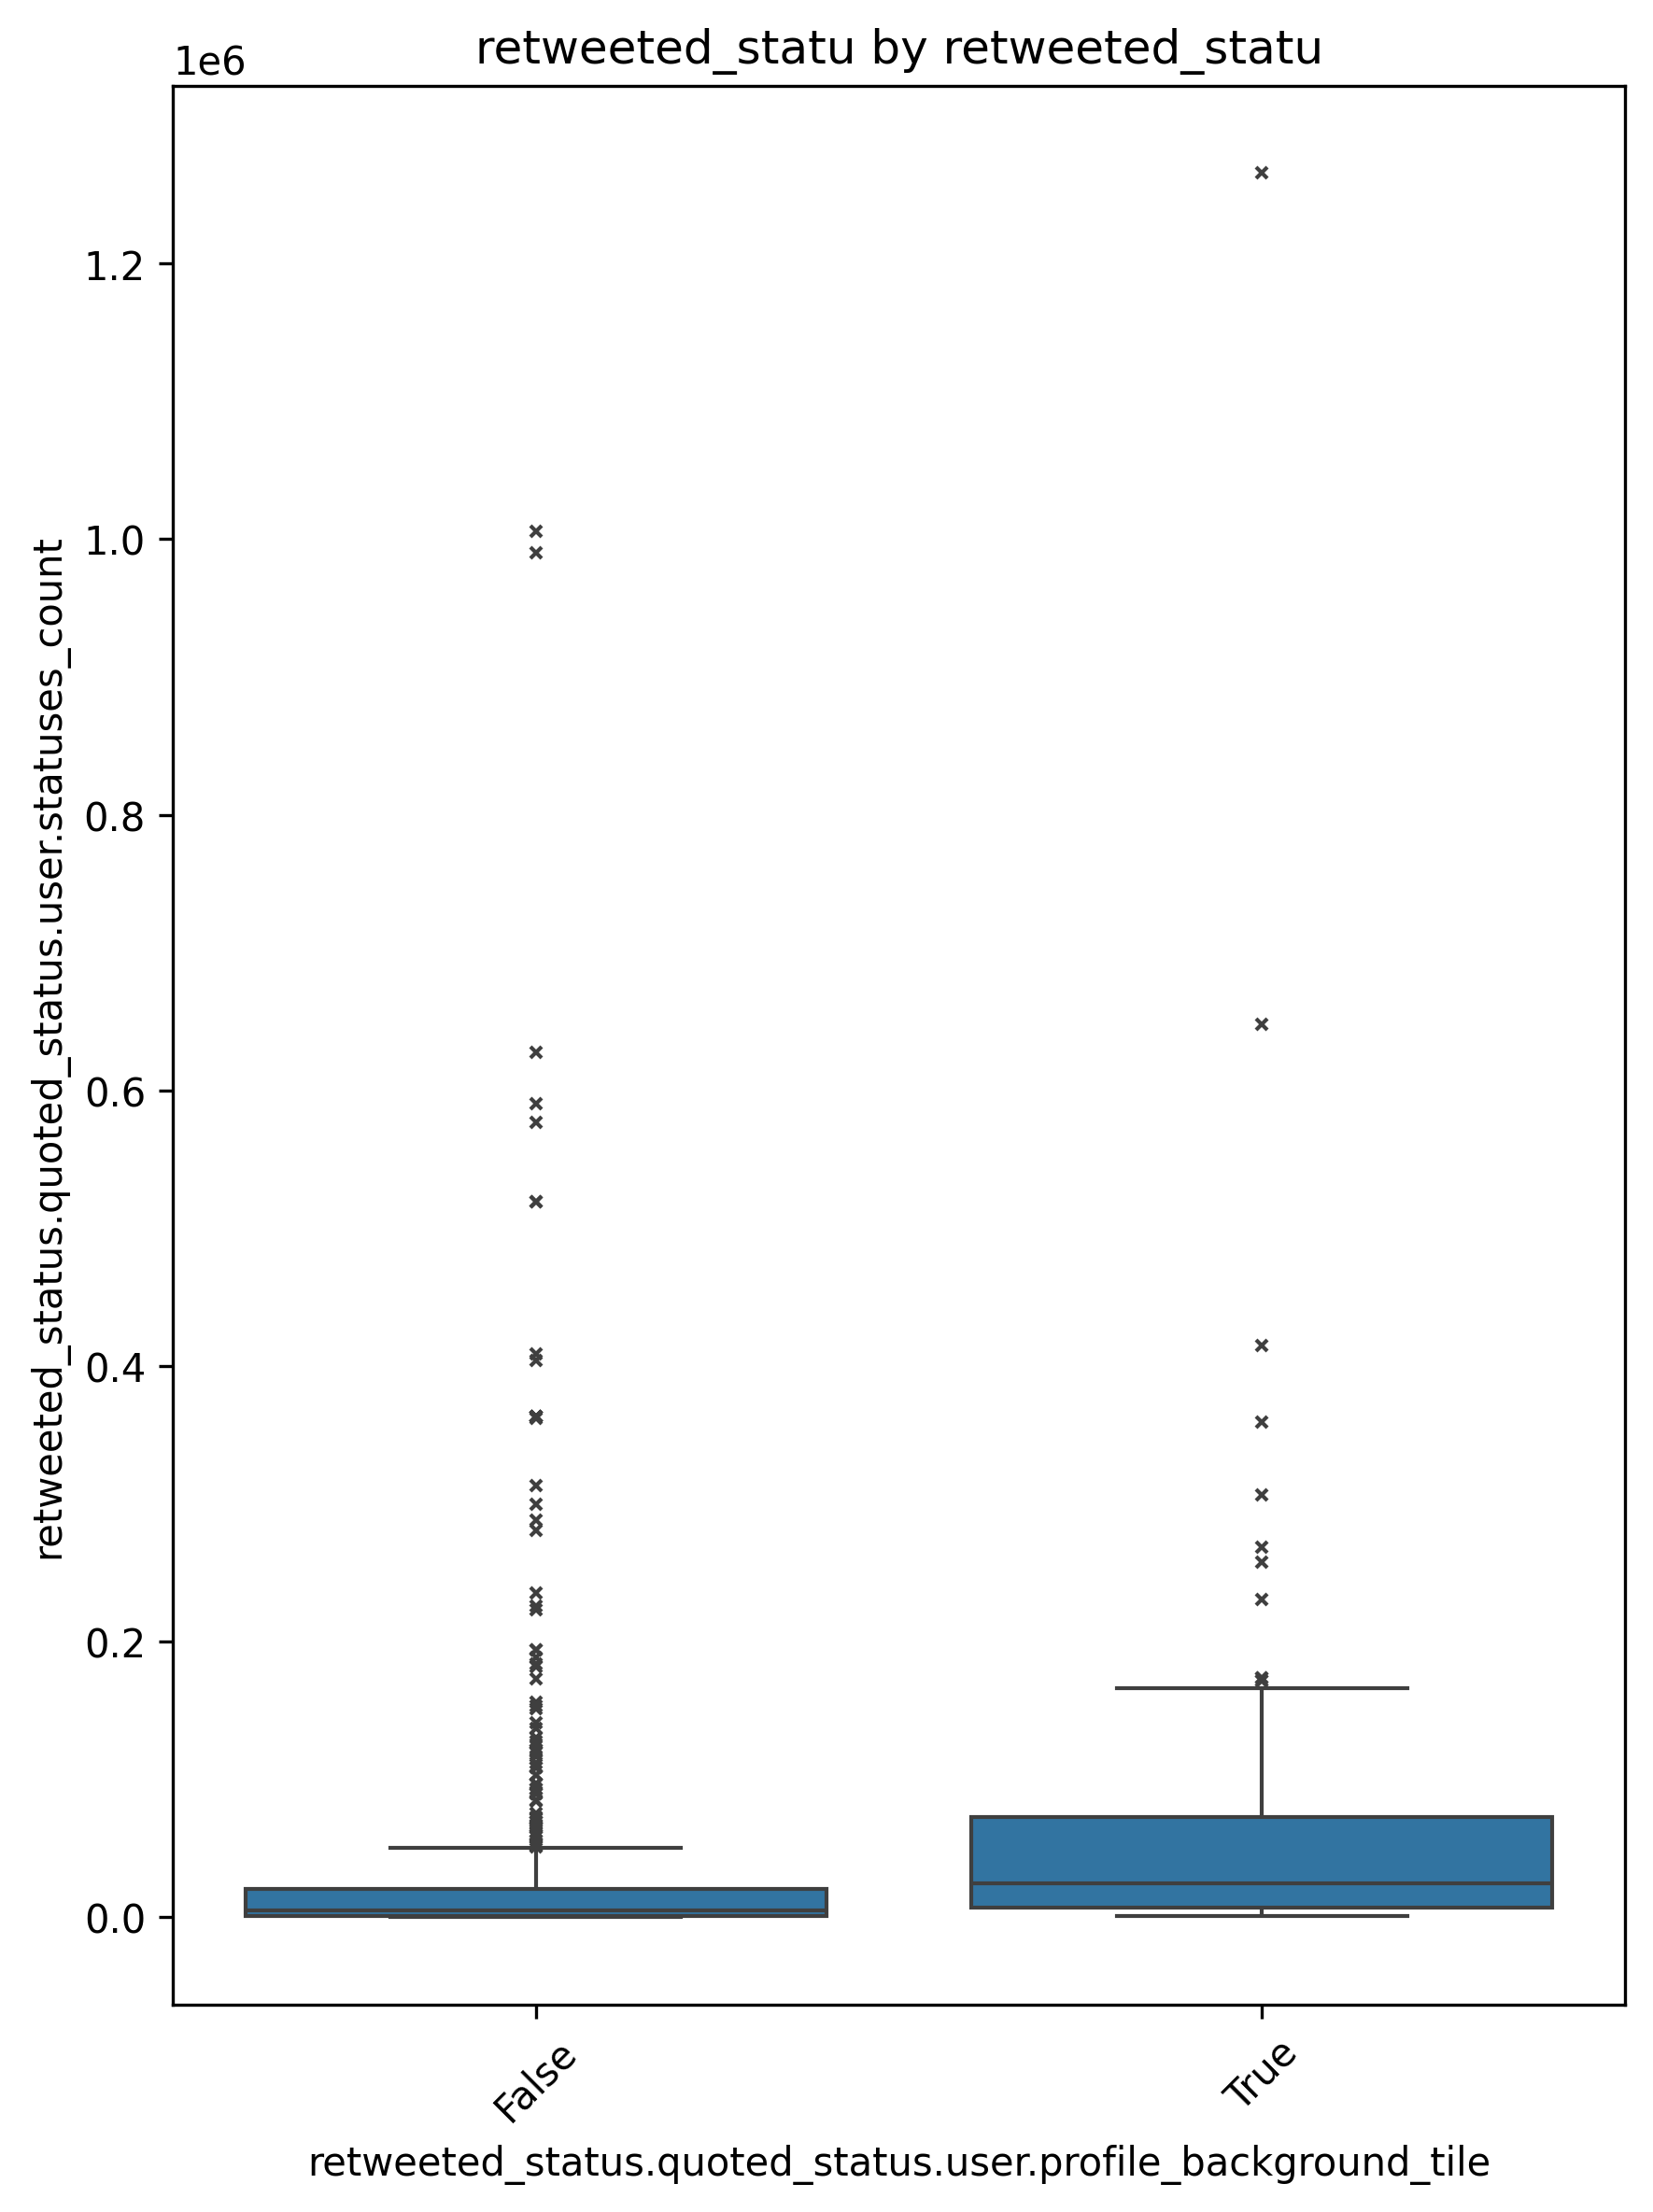 retweeted_statu by retweeted_statu
1e6
1.2
1.0
0.8
0.6
0.4
0.2
0.0
retweeted_status.quoted_status.user.statuses_count
False
True
retweeted_status.quoted_status.user.profile_background_tile